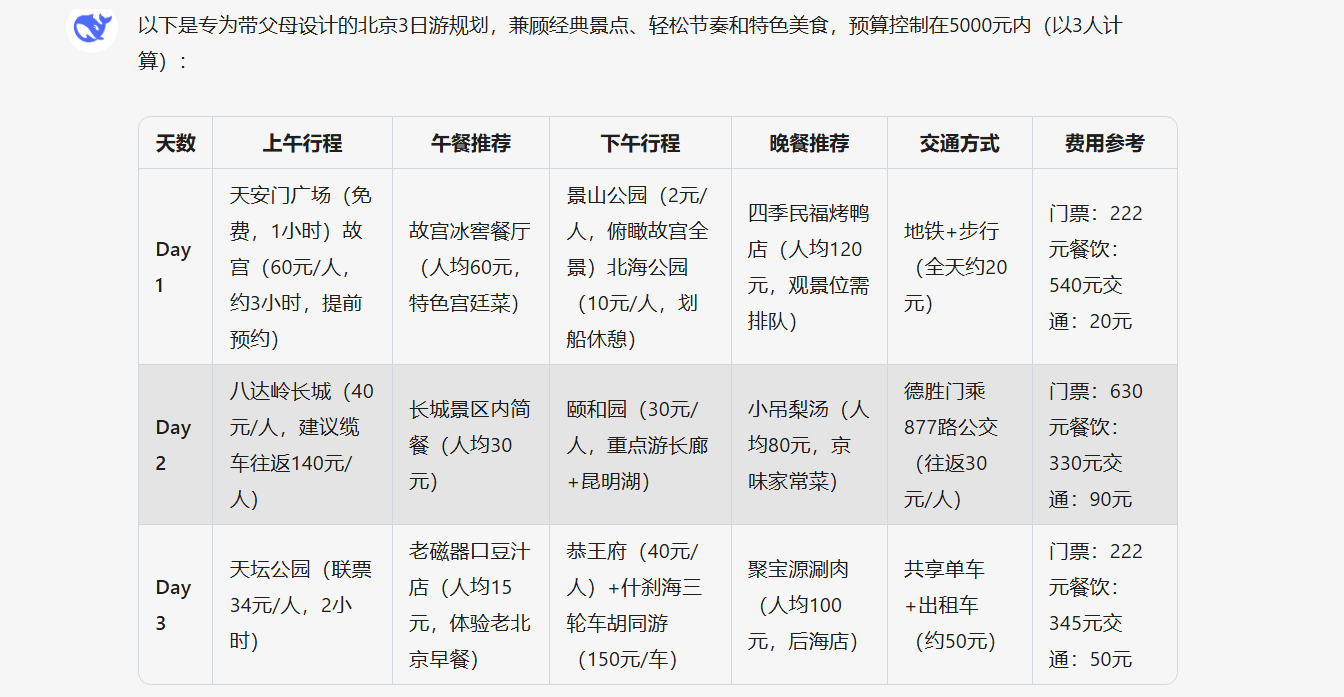 以下是专为带父母设计的北京3日游规划，兼顾经典景点、轻松节奏和特色美食，预算控制在5000元内（以3人计
算）：
天数 上午行程 午餐推荐 下午行程 晚餐推荐 交通方式 费用参考
Day
1
天安门广场（免
费，1小时）故
宫（60元/人，
约3小时，提前
预约）
故宫冰窖餐厅
（人均60元，
特色宫廷菜）
景山公园（2元/
人，俯瞰故宫全
景）北海公园
（10元/人，划
船休憩）
四季民福烤鸭
店（人均120
元，观景位需
排队）
地铁+步行
（全天约20
元）
门票：222
元餐饮：
540元交
通：20元
Day
2
八达岭长城（40
元/人，建议缆
车往返140元/
人）
长城景区内简
餐（人均30
元）
颐和园（30元/
人，重点游长廊
+昆明湖）
小吊梨汤（人
均80元，京
味家常菜）
德胜门乘
877路公交
（往返30
元/人）
门票：630
元餐饮：
330元交
通：90元
Day
3
天坛公园（联票
34元/人，2小
时）
老磁器口豆汁
店（人均15
元，体验老北
京早餐）
恭王府（40元/
人）+什刹海三
轮车胡同游
（150元/车）
聚宝源涮肉
（人均100
元，后海店）
共享单车
+出租车
（约50元）
门票：222
元餐饮：
345元交
通：50元